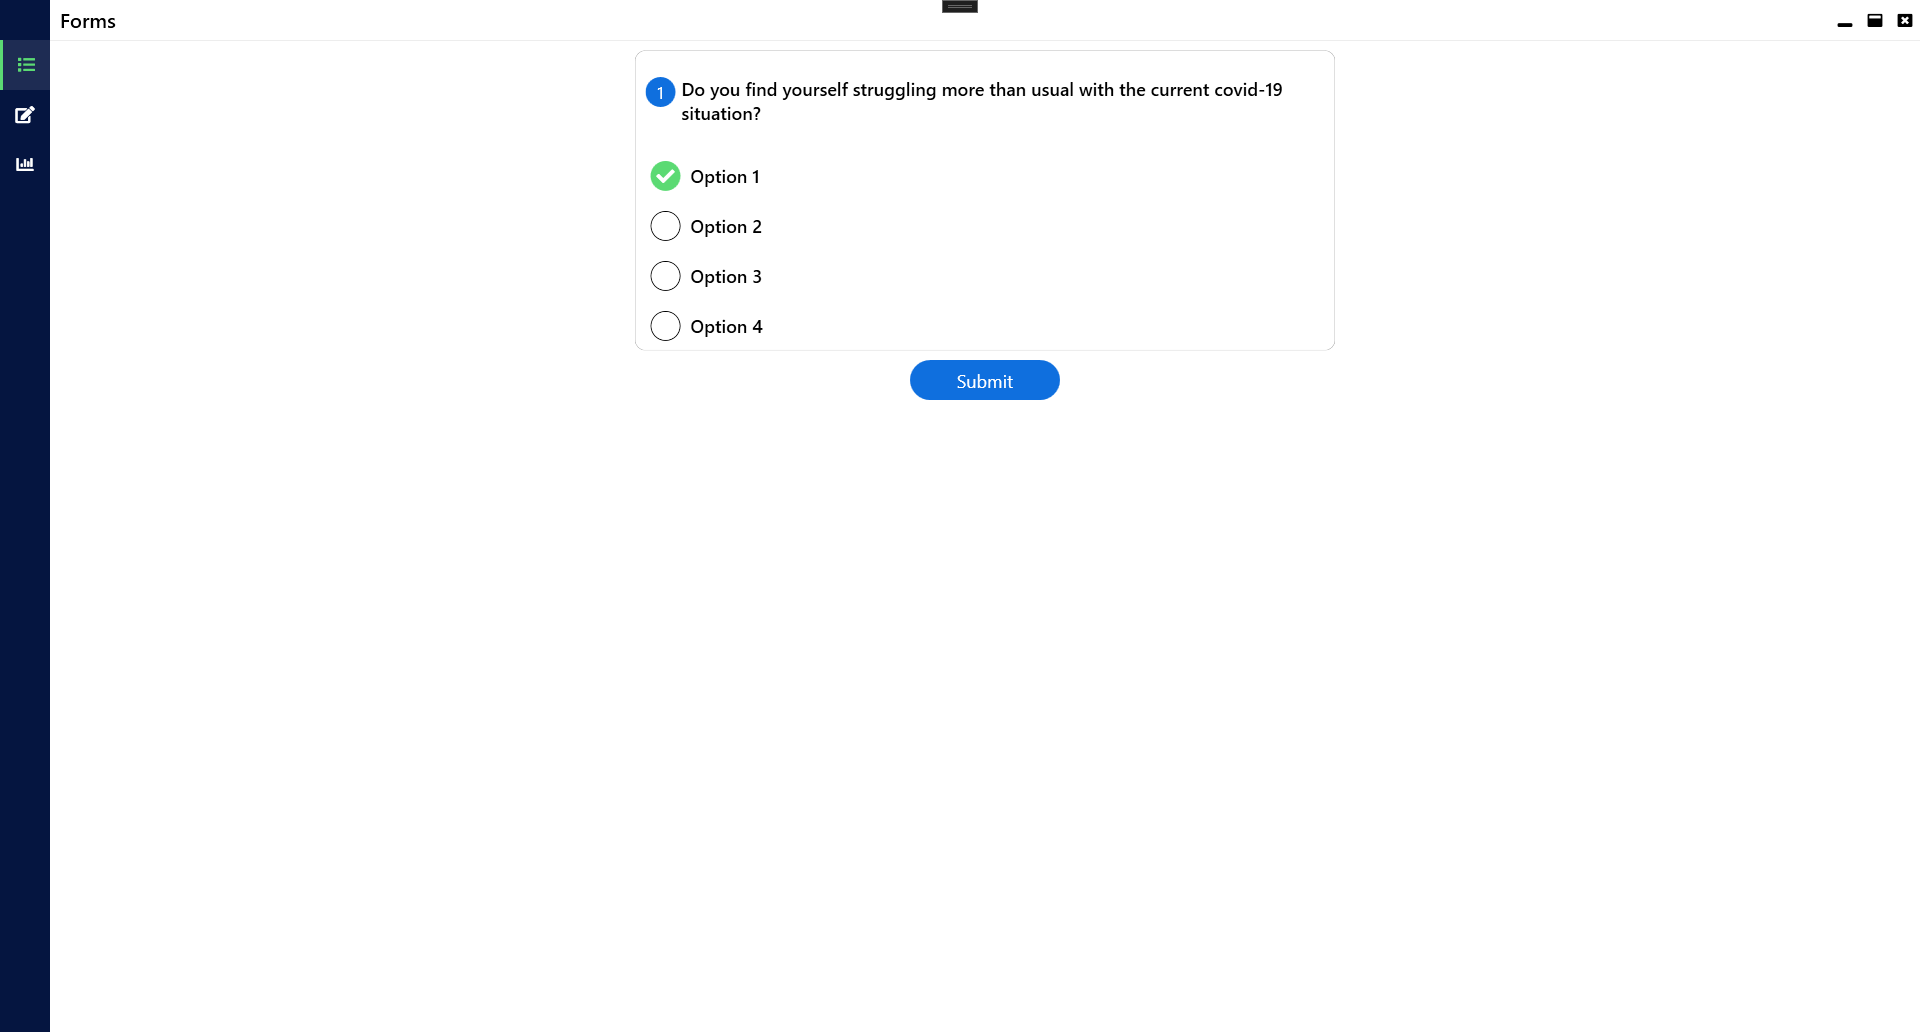 Forms
1
Do you find yourself struggling more than usual with the current covid-19
situation?
Option 1
Option 2
Option 3
Option 4
Submit